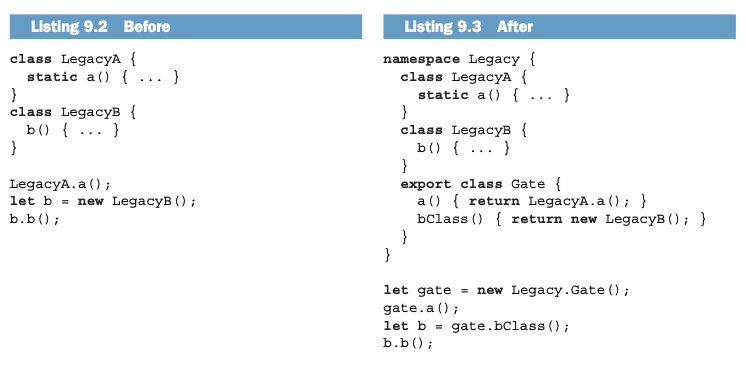 Listing 9.2 Before
class LegacyA {
  static a() { ... }
}
class LegacyB {
  b() { ... }
}

LegacyA.a();
let b = new LegacyB();
b.b();

Listing 9.3 After
namespace Legacy {
  class LegacyA {
    static a() { ... }
  }
  class LegacyB {
    b() { ... }
  }
  export class Gate {
    a() { return LegacyA.a(); }
    bClass() { return new LegacyB(); }
  }
}

let gate = new Legacy.Gate();
gate.a();
let b = gate.bClass();
b.b();